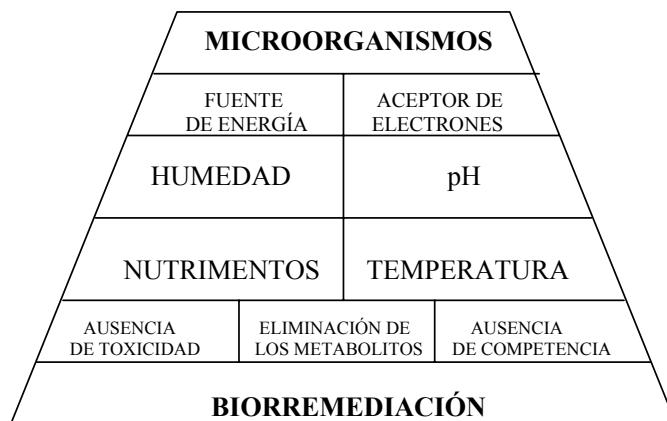 MICROORGANISMOS
FUENTE
DE ENERGÍA
ACEPTOR DE
ELECTRONES
HUMEDAD
pH
NUTRIMENTOS
TEMPERATURA
AUSENCIA
DE TOXICIDAD
ELIMINACIÓN DE
LOS METABOLITOS
AUSENCIA
DE COMPETENCIA
BIORREMEDIACIÓN